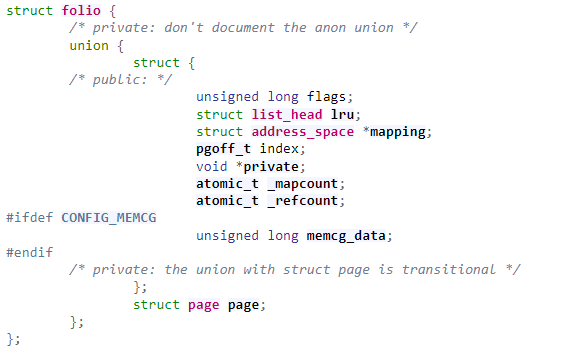 struct folio {
        /* private: don't document the anon union */
        union {
                struct {
        /* public: */
                        unsigned long flags;
                        struct list_head lru;
                        struct address_space *mapping;
                        pgoff_t index;
                        void *private;
                        atomic_t _mapcount;
                        atomic_t _refcount;
#ifdef CONFIG_MEMCG
                        unsigned long memcg_data;
#endif
        /* private: the union with struct page is transitional */
                };
                struct page page;
        };
};